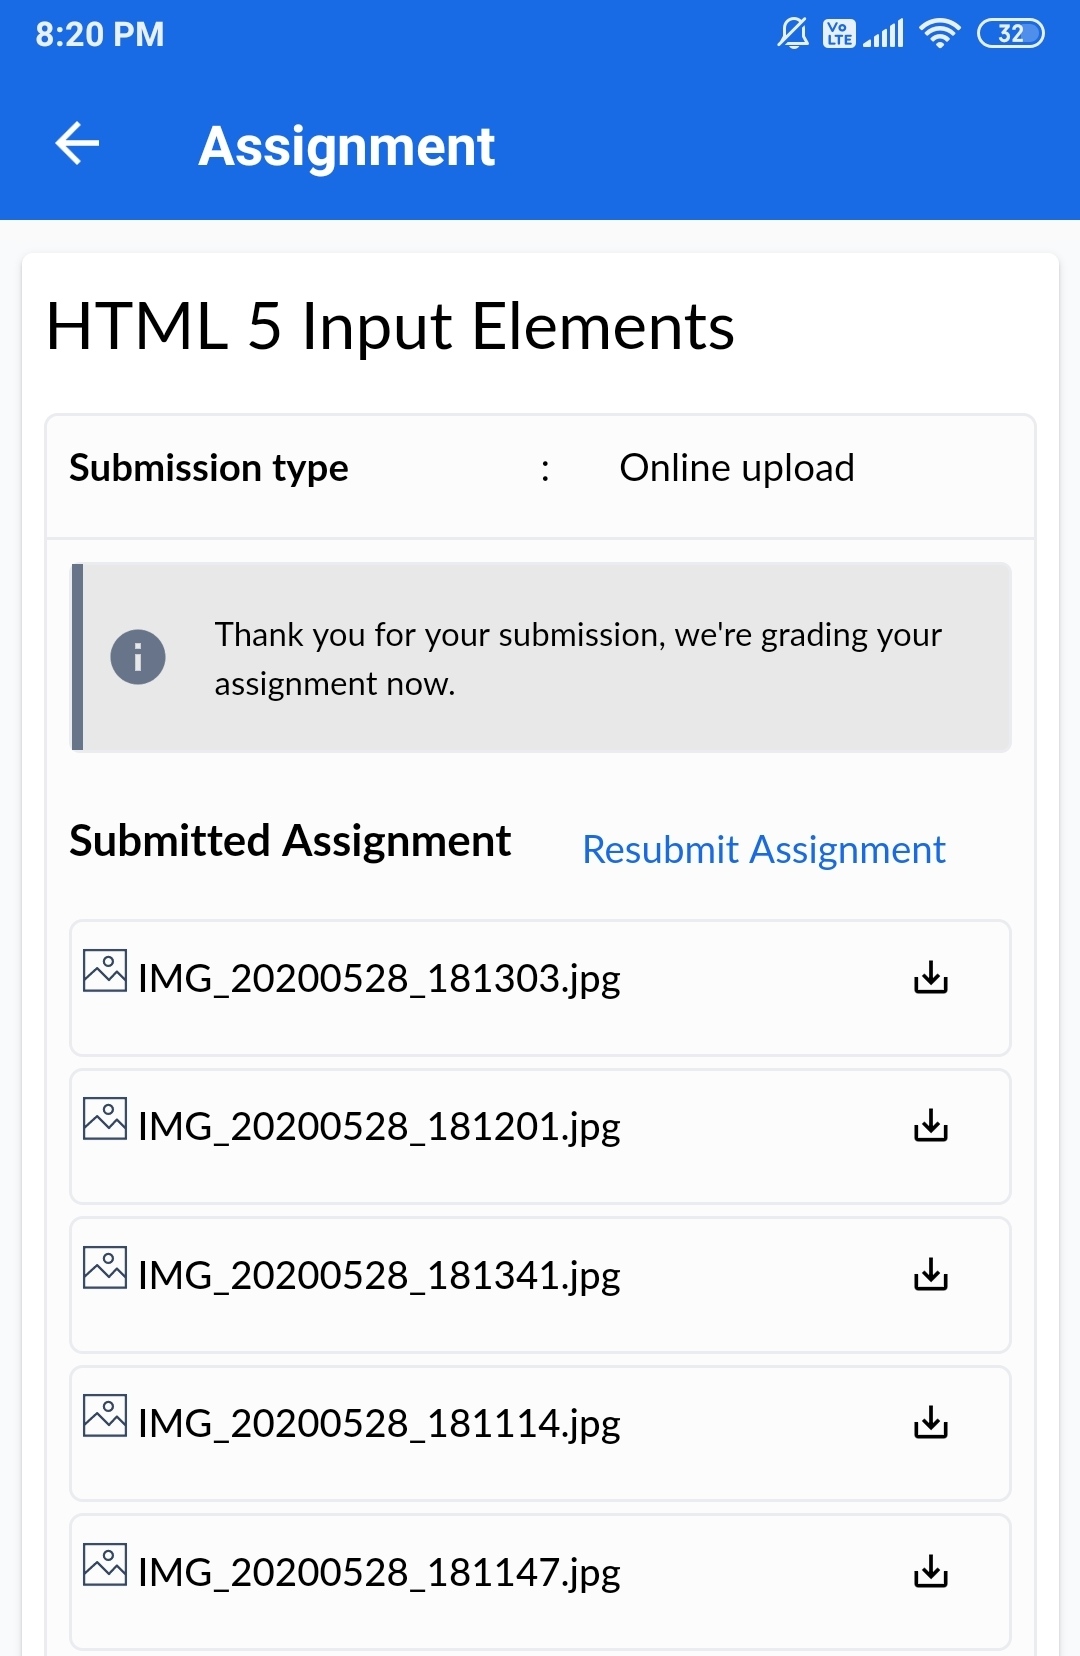 8:20 PM
Vo
LTE
32
Assignment
HTML 5 Input Elements
Submission type : Online upload
Thank you for your submission, we're grading your
assignment now.
Submitted Assignment Resubmit Assignment
IMG_20200528_181303.jpg
IMG_20200528_181201.jpg
IMG_20200528_181341.jpg
IMG_20200528_181114.jpg
IMG_20200528_181147.jpg